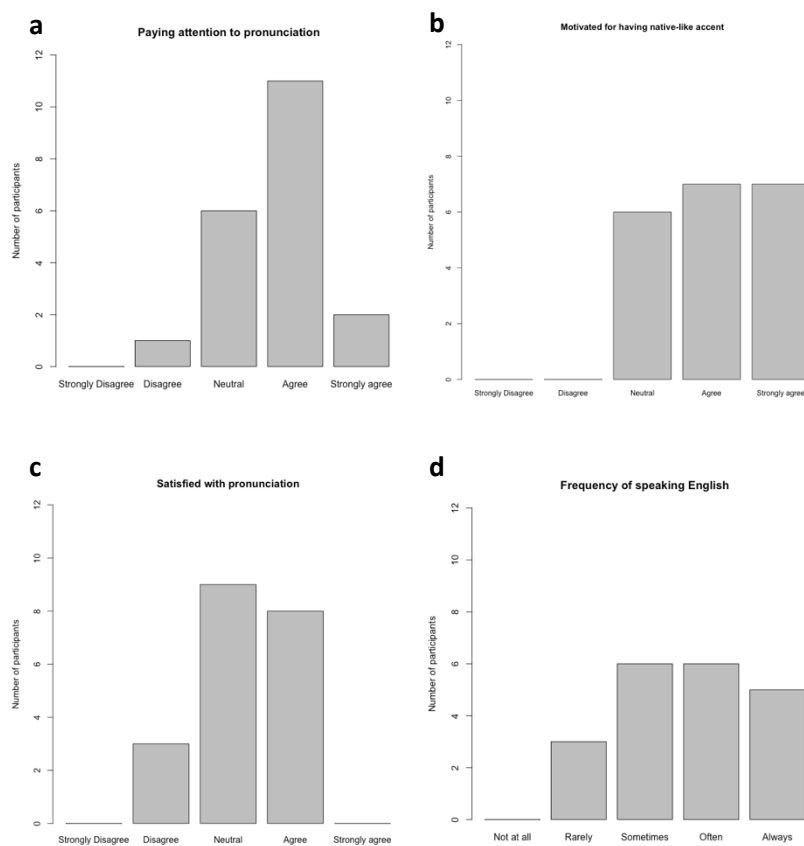 a
Paying attention to pronunciation
Number of participants
12
10
8
6
4
2
0
Strongly Disagree Disagree Neutral Agree Strongly agree
b
Motivated for having native-like accent
Number of participants
12
10
8
6
4
2
0
Strongly Disagree Disagree Neutral Agree Strongly agree
c
Satisfied with pronunciation
Number of participants
12
10
8
6
4
2
0
Strongly Disagree Disagree Neutral Agree Strongly agree
d
Frequency of speaking English
Number of participants
12
10
8
6
4
2
0
Not at all Rarely Sometimes Often Always